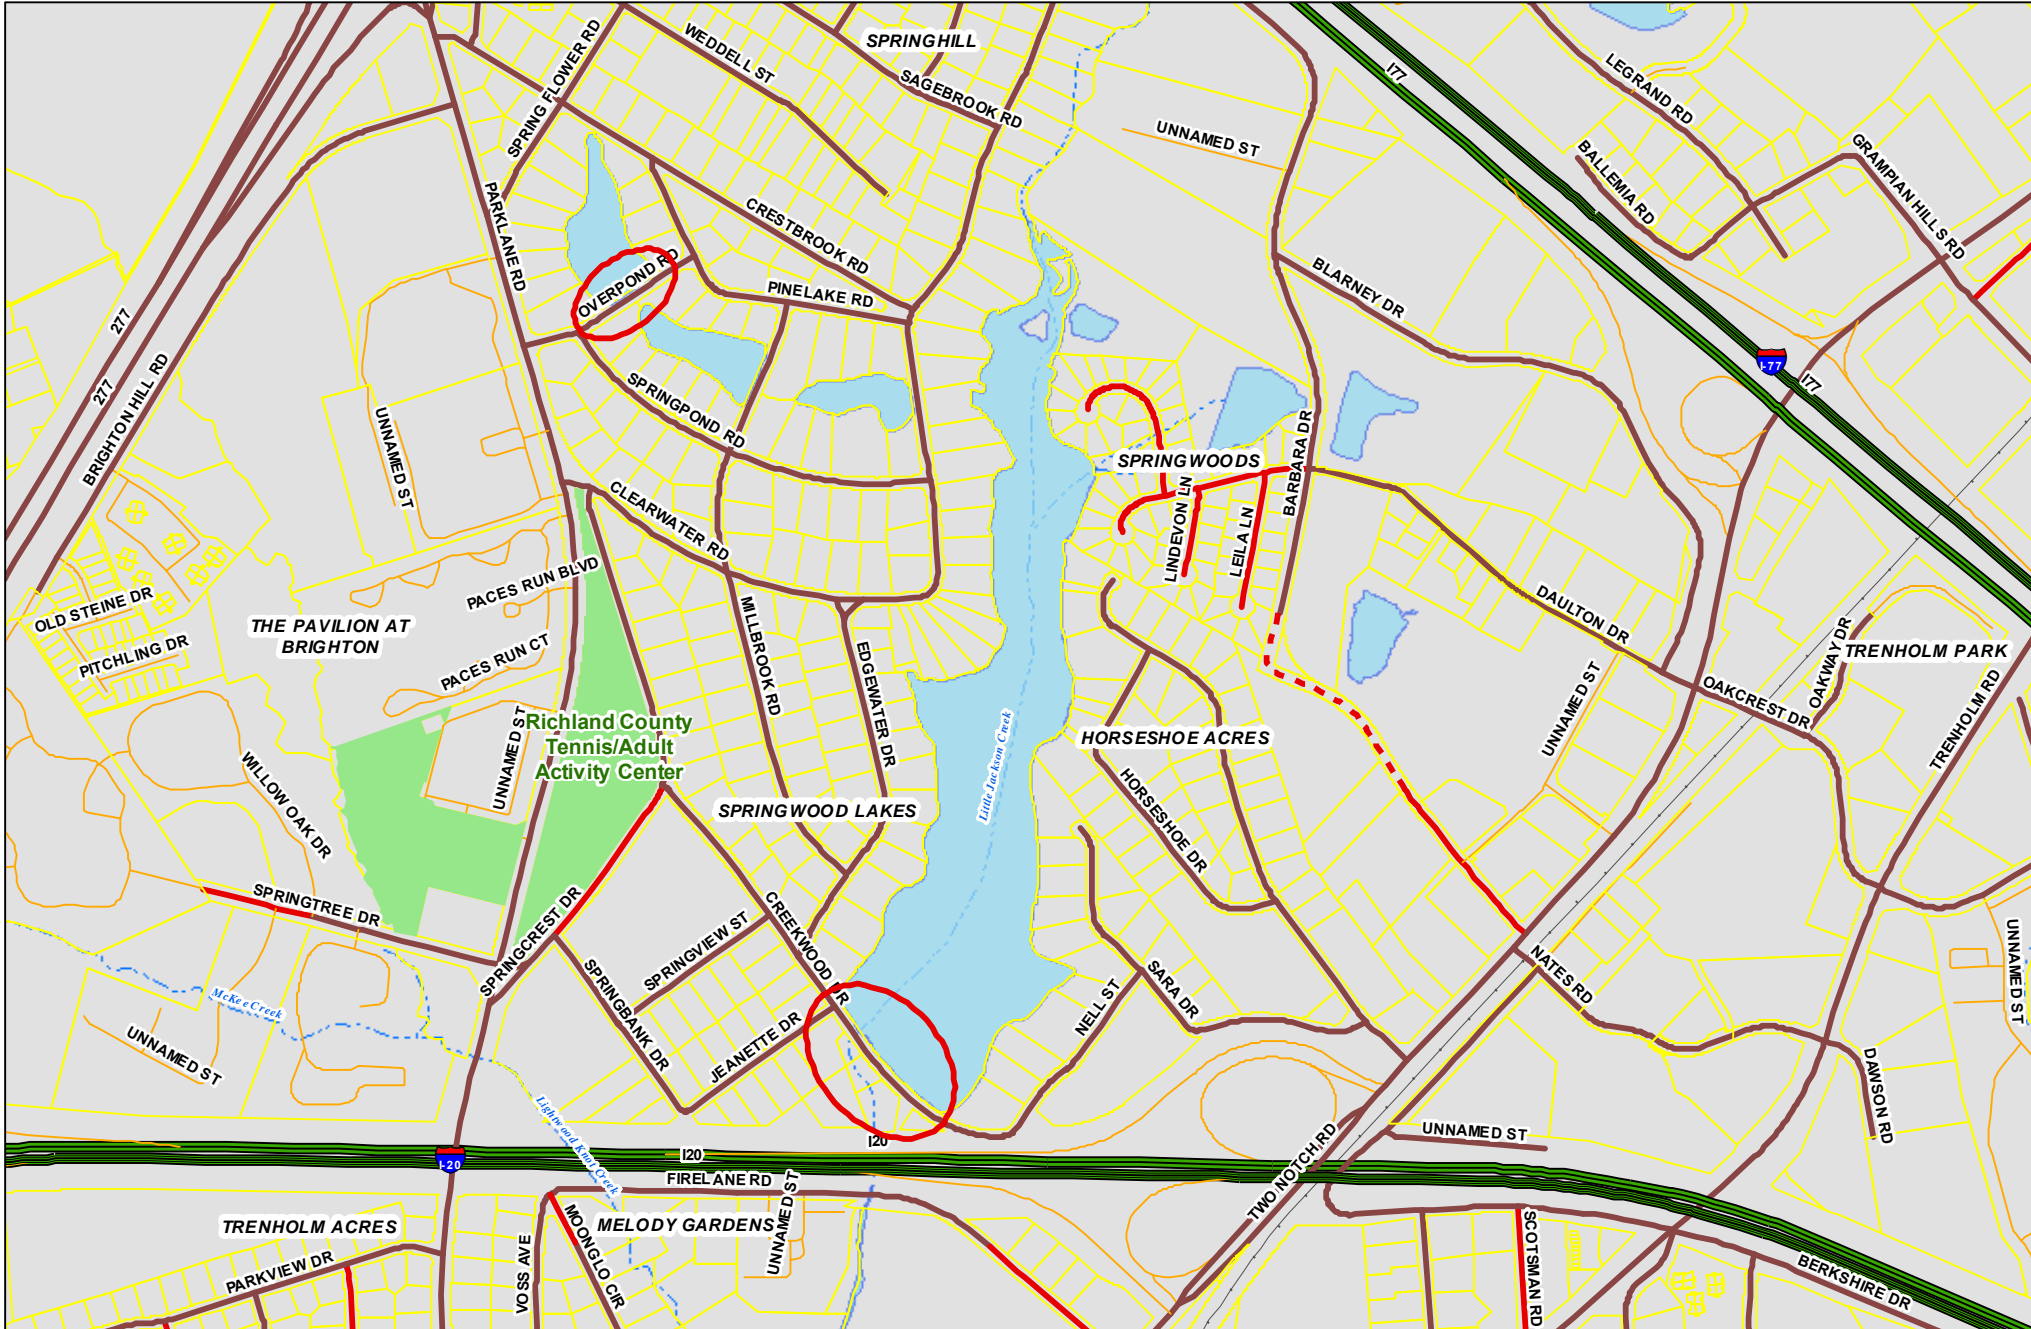 SPRINGHILL
WEDDELL ST
SPRING FLOWER RD
SAGEBROOK RD
I77
LEGRAND RD
UNNAMED ST
BALLEMIA RD
GRAMPIAN HILLS RD
PARKLANE RD
CRESTBROOK RD
OVERPOND RD
PINELAKE RD
BLARNEY DR
277
BRIGHTON HILL RD
277
I-77
I77
SPRINGPOND RD
UNNAMED ST
SPRINGWOODS
BARBARA DR
CLEARWATER RD
LINDEVON LN
LEILA LN
PACES RUN BLVD
OLD STEINE DR
THE PAVILION AT
BRIGHTON
PITCHLING DR
PACES RUN CT
MILLBROOK RD
EDGEWATER DR
DAULTON DR
OAKWAY DR
TRENHOLM PARK
UNNAMED ST
OAKCREST DR
TRENHOLM RD
Richland County
Tennis/Adult
Activity Center
UNNAMED ST
HORSESHOE ACRES
Little Jackson Creek
WILLOW OAK DR
SPRINGWOOD LAKES
HORSESHOE DR
SPRINGTREE DR
SPRINGCREST DR
SPRINGVIEW ST
CREEKWOOD DR
SARA DR
NELL ST
NATES RD
UNNAMED ST
McKee Creek
UNNAMED ST
SPRINGBANK DR
JEANETTE DR
DAWSON RD
Lightwood Knot Creek
I20
I-20
I20
UNNAMED ST
FIRELANE RD
TWO NOTCH RD
TRENHOLM ACRES
MELODY GARDENS
UNNAMED ST
MOONGLO CIR
VOSS AVE
PARKVIEW DR
SCOTSMAN RD
BERKSHIRE DR